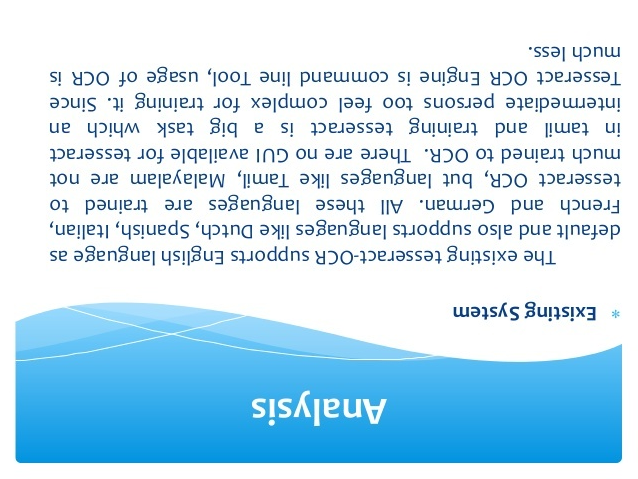 Analysis
* Existing System
The existing tesseract-OCR supports English language as
default and also supports languages like Dutch, Spanish, Italian,
French and German. All these languages are trained to
tesseract OCR, but languages like Tamil, Malayalam are not
much trained to OCR. There are no GUI available for tesseract
in tamil and training tesseract is a big task which an
intermediate persons too feel complex for training it. Since
Tesseract OCR Engine is command line Tool, usage of OCR is
much less.